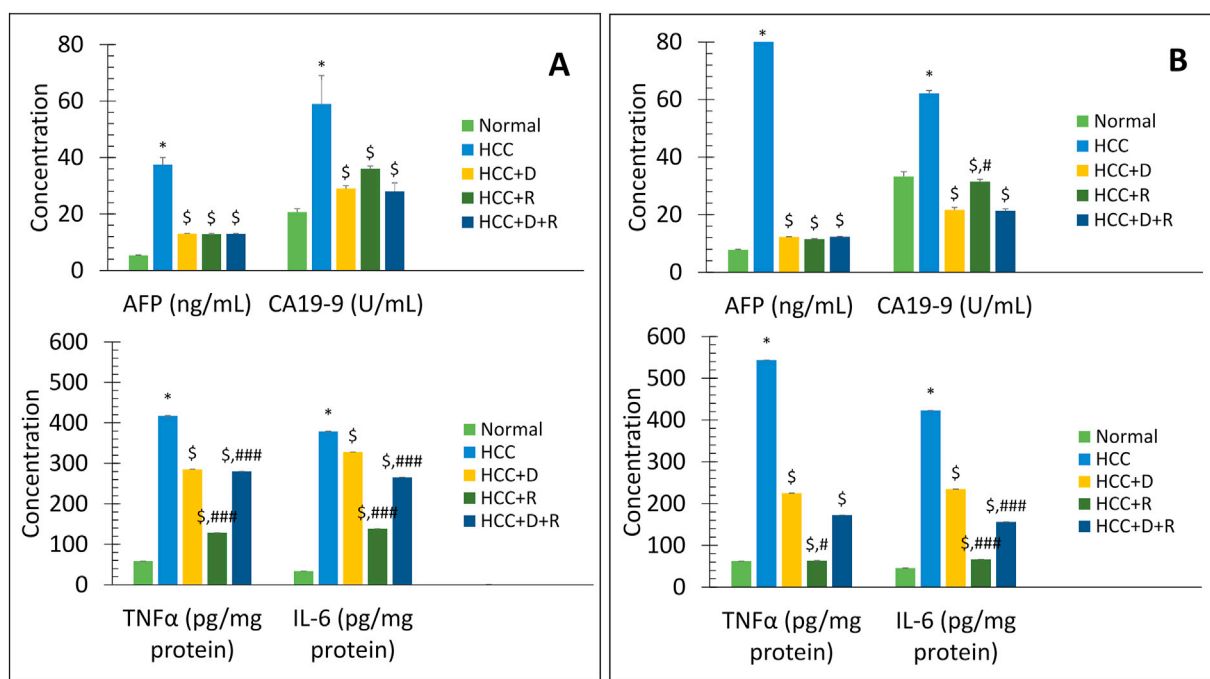 A
Concentration
80
60
40
20
0
*
$
$
$
*
$
$
$
AFP (ng/mL) CA19-9 (U/mL)
Normal
HCC
HCC+D
HCC+R
HCC+D+R
Concentration
600
500
400
300
200
100
0
*
$
$,###
$,###
*
$
$,###
$,###
TNFα (pg/mg IL-6 (pg/mg
protein) protein)
Normal
HCC
HCC+D
HCC+R
HCC+D+R
B
Concentration
80
60
40
20
0
*
$
$
$
*
$
$,#
$
AFP (ng/mL) CA19-9 (U/mL)
Normal
HCC
HCC+D
HCC+R
HCC+D+R
Concentration
600
500
400
300
200
100
0
*
$
$,#
$
*
$
$,###
$,###
TNFα (pg/mg IL-6 (pg/mg
protein) protein)
Normal
HCC
HCC+D
HCC+R
HCC+D+R